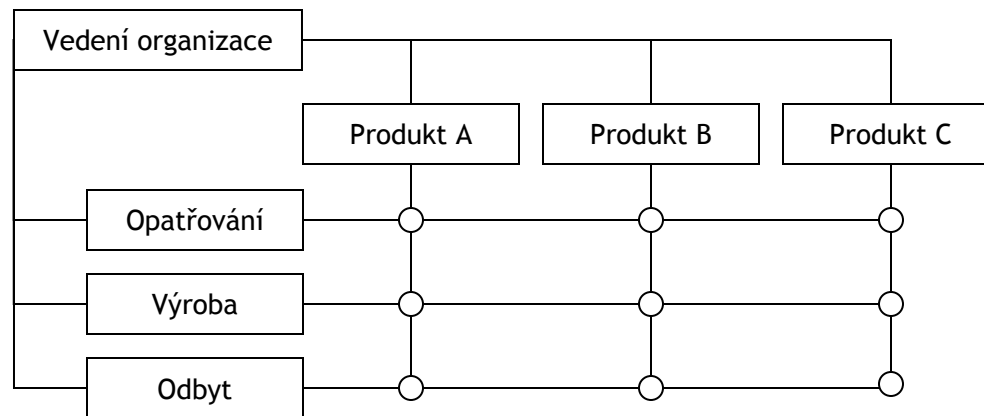 Vedení organizace
Produkt A
Produkt B
Produkt C
Opatřování
Výroba
Odbyt